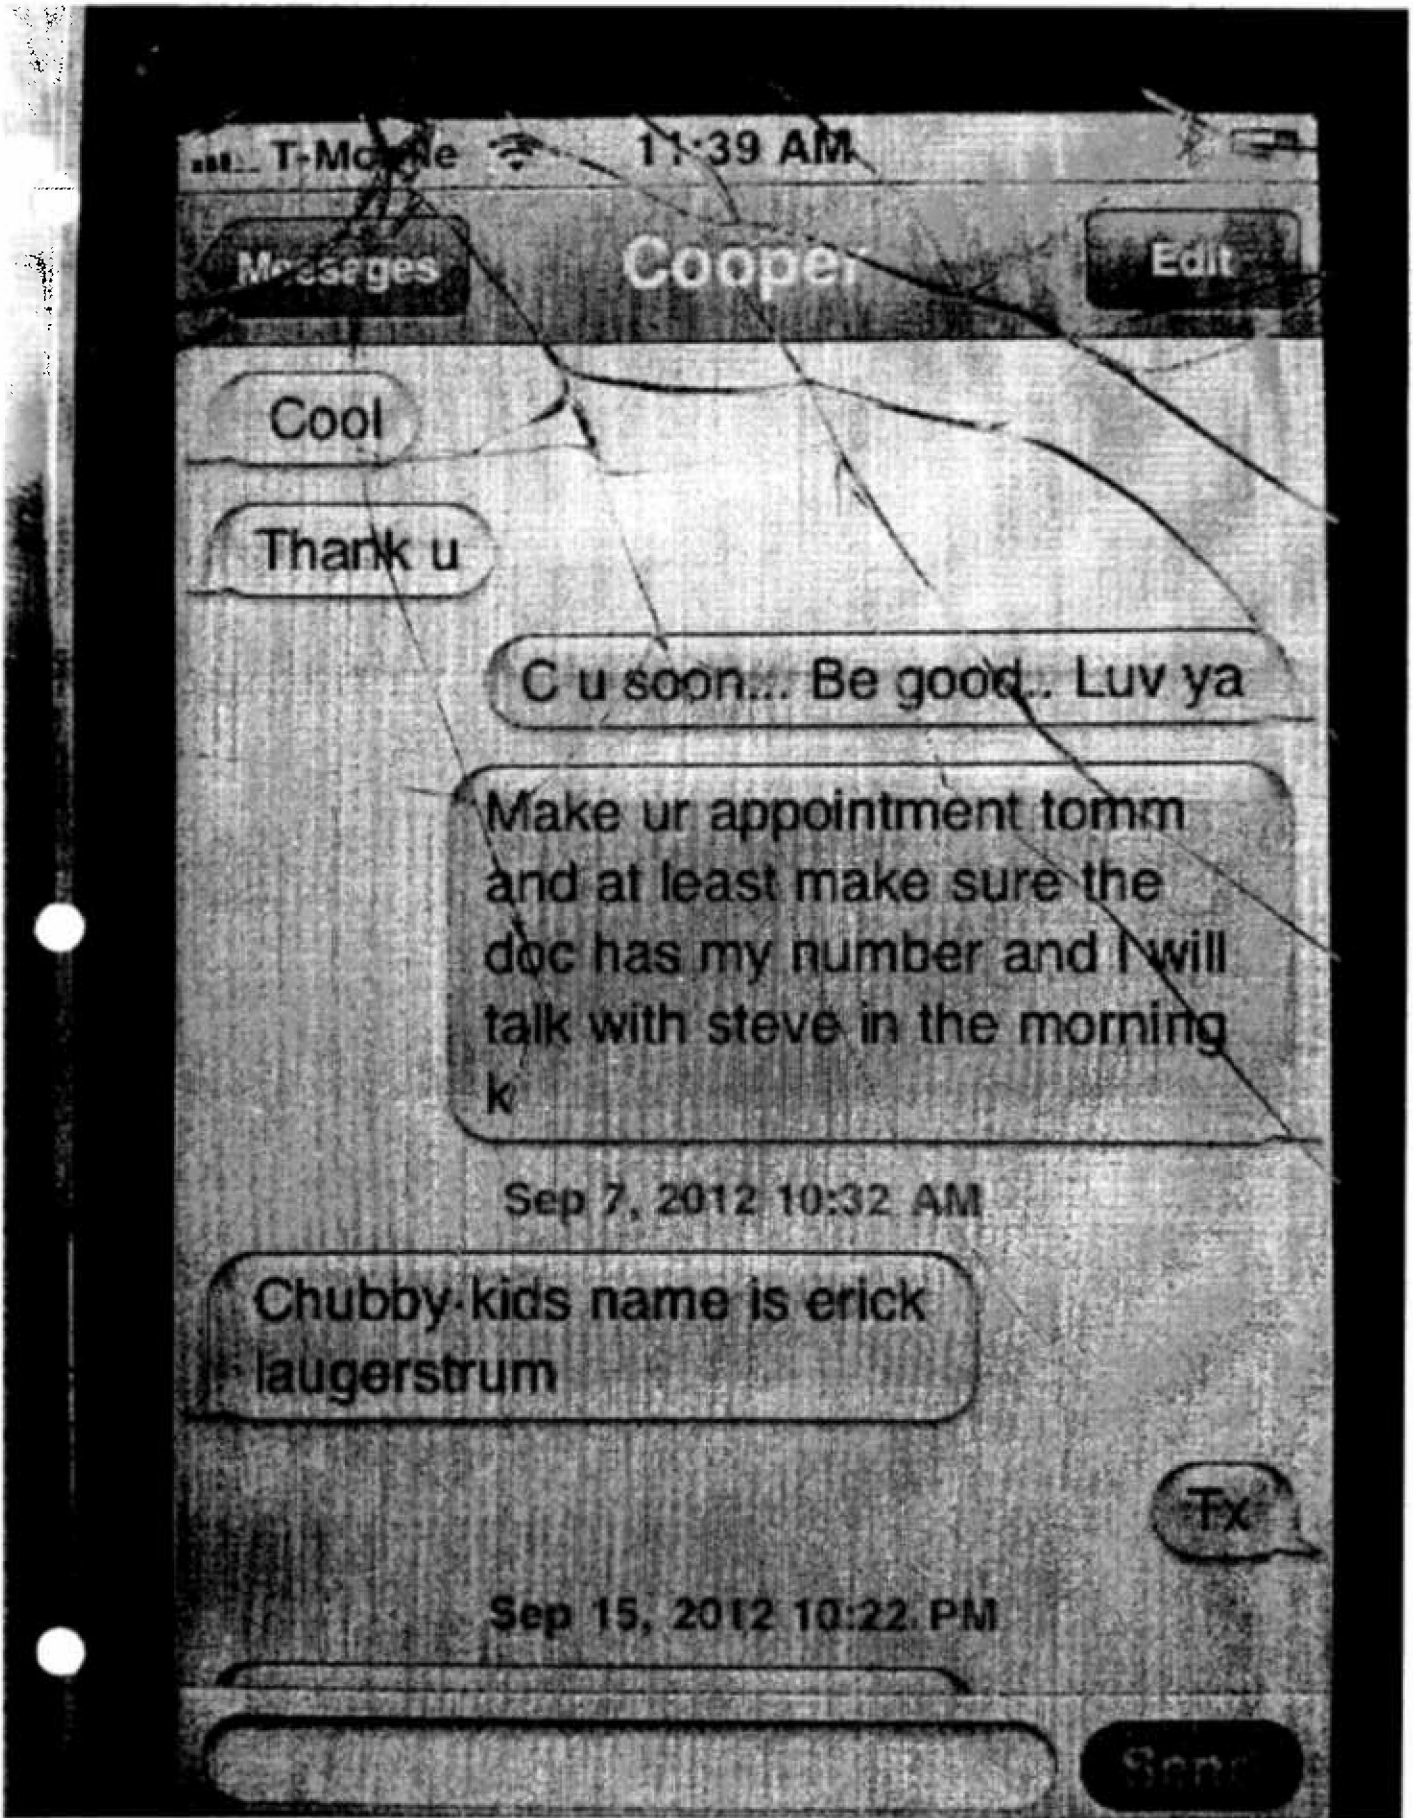 T-Mobile 11:39 AM
Messages Cooper Edit
Cool
Thank u
C u soon... Be good.. Luv ya
Make ur appointment tomm
and at least make sure the
doc has my number and I will
talk with steve in the morning
k
Sep 7, 2012 10:32 AM
Chubby kids name is erick
laugerstrum
Tx
Sep 15, 2012 10:22 PM
Send